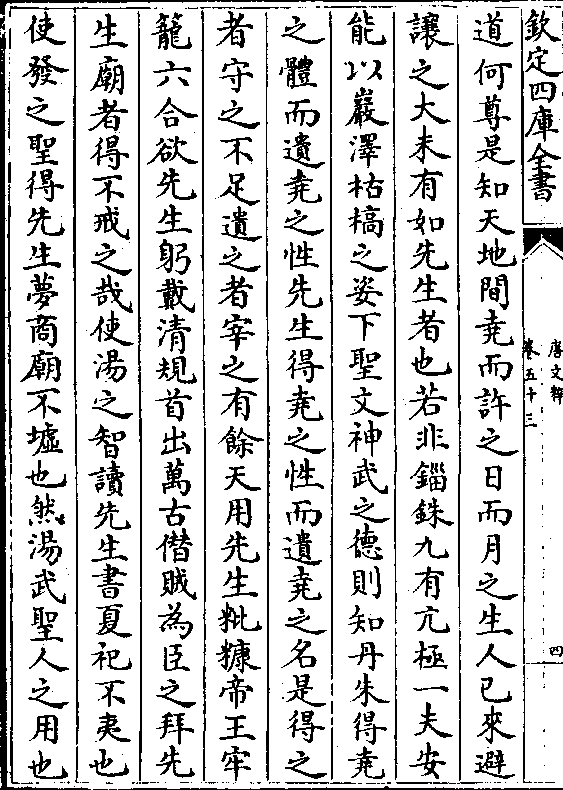 欽定四庫全書
唐文粹
卷五十三
四
道何尊是知天地間堯而許之日而月之生人已來避
讓之大未有如先生者也若非錙銖九有亢極一夫安
能以巖澤枯槁之姿下聖文神武之德則知丹朱得堯
之體而遺堯之性先生得堯之性而遺堯之名是得之
者守之不足遺之者宰之有餘天用先生粃糠帝王牢
籠六合欲先生躬戴清規首出萬古僣賊為臣之拜先
生廟者得不戒之哉使湯之智讀先生書夏祀不夷也
使發之聖得先生夢商廟不墟也然湯武聖人之用也